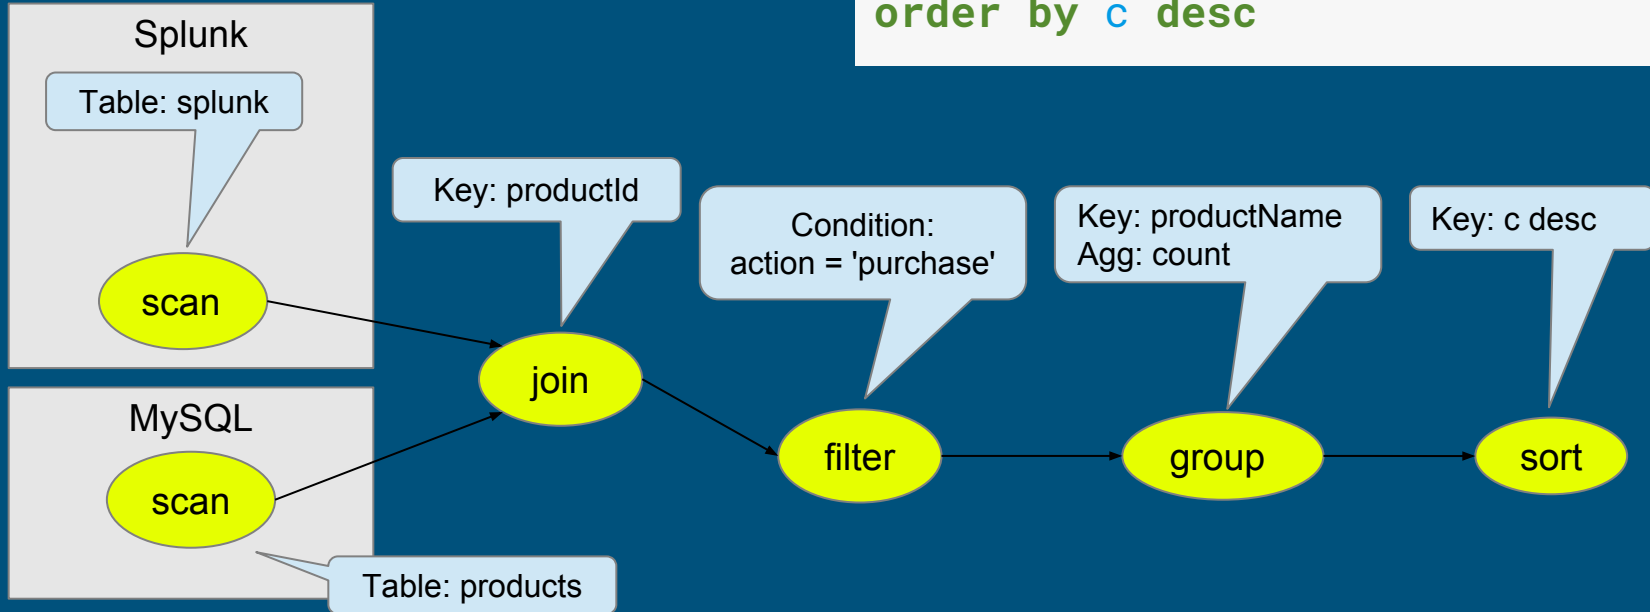 order by c desc
Splunk
Table: splunk
scan
MySQL
scan
Table: products
Key: productId
join
Condition:
action = 'purchase'
filter
Key: productName
Agg: count
group
Key: c desc
sort